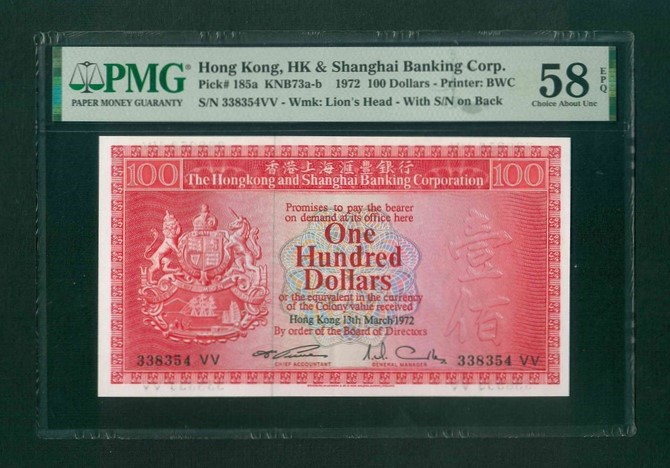 PMG
PAPER MONEY GUARANTY
Hong Kong, HK & Shanghai Banking Corp.
Pick# 185a KNB73a-b 1972 100 Dollars - Printer: BWC
S/N 338354VV - Wmk: Lion's Head - With S/N on Back
58
EPQ
Choice About Unc
香港上海滙豐銀行
100
The Hongkong and Shanghai Banking Corporation
100
Promises to pay the bearer
on demand at its office here
One
Hundred
Dollars
or the equivalent in the currency
of the Colony value received
Hong Kong 13th March 1972
By order of the Board of Directors
壹佰
338354 VV
CHIEF ACCOUNTANT
GENERAL MANAGER
338354 VV